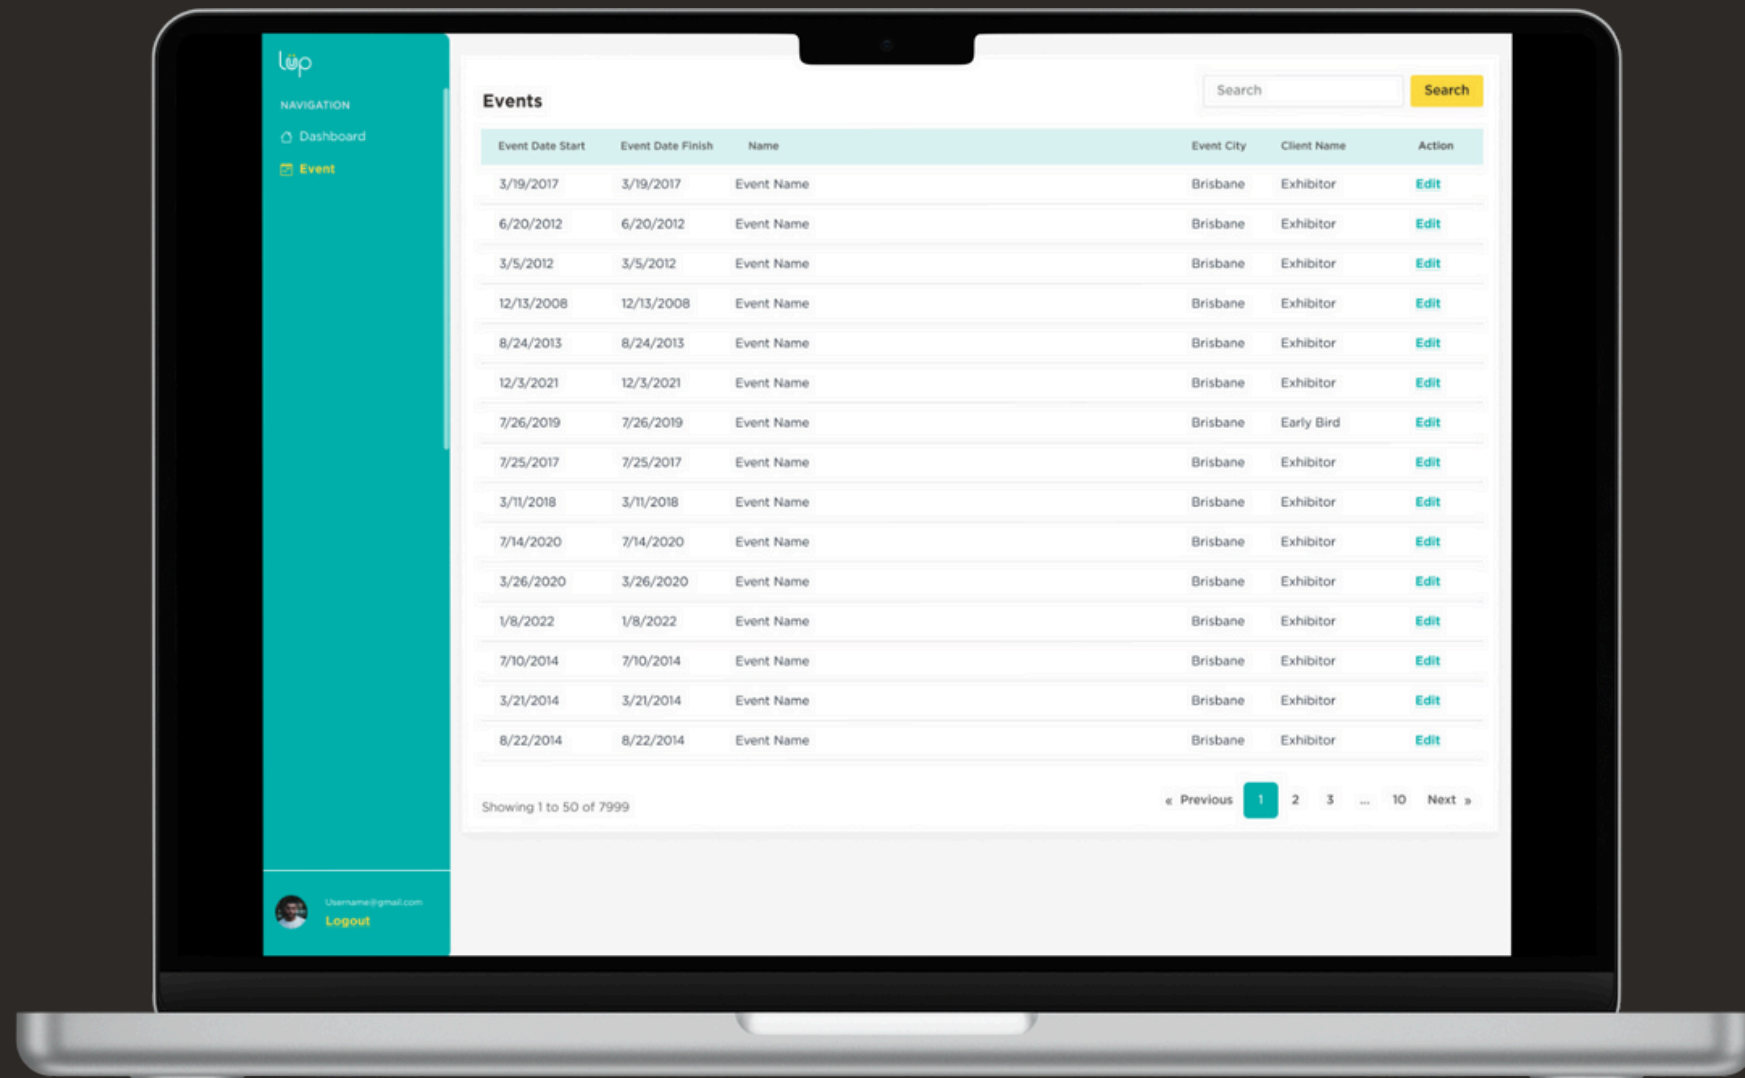 lüp
NAVIGATION
Dashboard
Event
Username@gmail.com
Logout
Events
Search Search
Event Date Start Event Date Finish Name Event City Client Name Action
3/19/2017 3/19/2017 Event Name Brisbane Exhibitor Edit
6/20/2012 6/20/2012 Event Name Brisbane Exhibitor Edit
3/5/2012 3/5/2012 Event Name Brisbane Exhibitor Edit
12/13/2008 12/13/2008 Event Name Brisbane Exhibitor Edit
8/24/2013 8/24/2013 Event Name Brisbane Exhibitor Edit
12/3/2021 12/3/2021 Event Name Brisbane Exhibitor Edit
7/26/2019 7/26/2019 Event Name Brisbane Early Bird Edit
7/25/2017 7/25/2017 Event Name Brisbane Exhibitor Edit
3/11/2018 3/11/2018 Event Name Brisbane Exhibitor Edit
7/14/2020 7/14/2020 Event Name Brisbane Exhibitor Edit
3/26/2020 3/26/2020 Event Name Brisbane Exhibitor Edit
1/8/2022 1/8/2022 Event Name Brisbane Exhibitor Edit
7/10/2014 7/10/2014 Event Name Brisbane Exhibitor Edit
3/21/2014 3/21/2014 Event Name Brisbane Exhibitor Edit
8/22/2014 8/22/2014 Event Name Brisbane Exhibitor Edit
Showing 1 to 50 of 7999
« Previous 1 2 3 ... 10 Next »